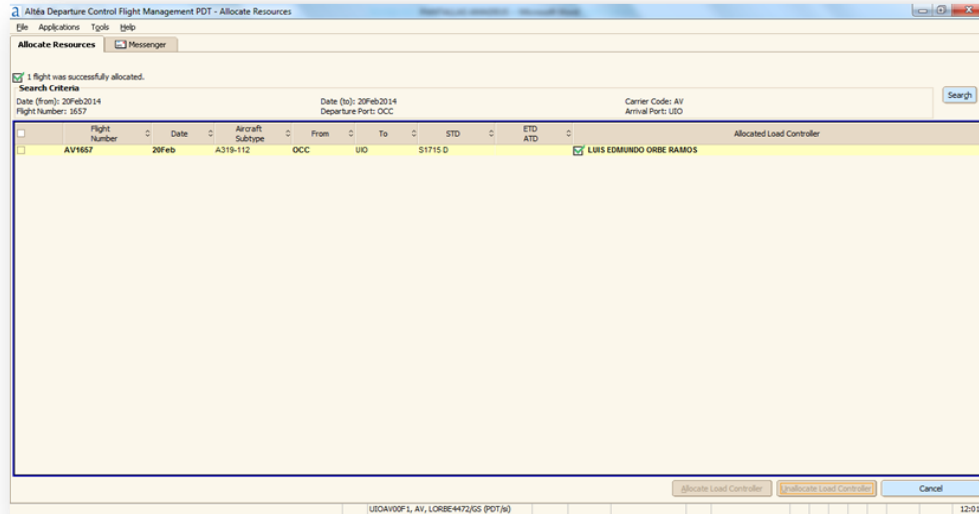 a Altéa Departure Control Flight Management PDT - Allocate Resources
File Applications Tools Help
Allocate Resources Messenger
1 flight was successfully allocated.
Search Criteria
Date (from): 20Feb2014 Date (to): 20Feb2014 Carrier Code: AV Search
Flight Number: 1657 Departure Port: OCC Arrival Port: UIO
Flight Number Date Aircraft Subtype From To STD ETD ATD Allocated Load Controller
AV1657 20Feb A319-112 OCC UIO S1715 D LUIS EDMUNDO ORBE RAMOS
Allocate Load Controller Unallocate Load Controller Cancel
UIOAV00F1, AV, LORBE4472/GS (PDT/si)